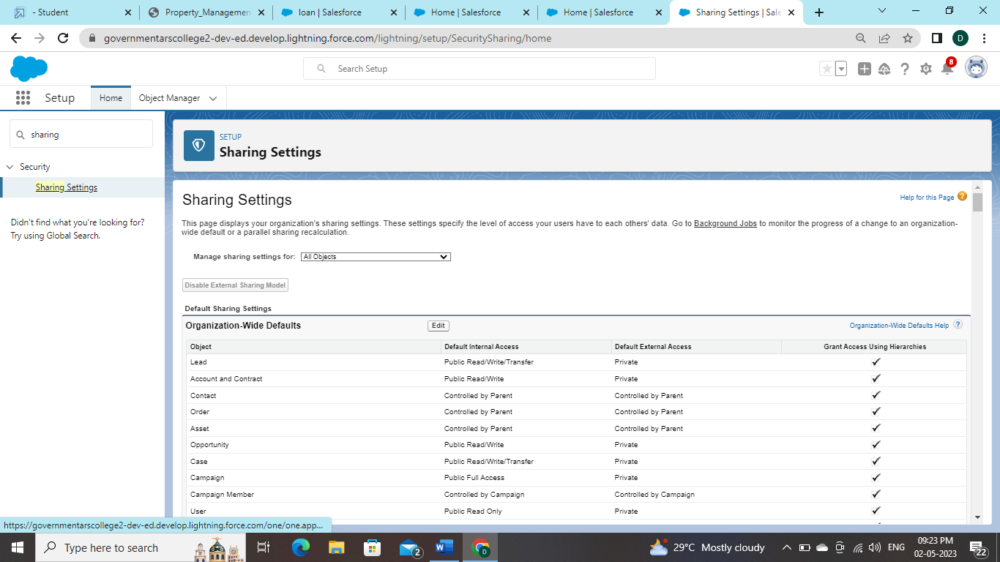 - Student
Property_Managemen
loan | Salesforce
Home | Salesforce
Home | Salesforce
Sharing Settings | Sale
governmentarscollege2-dev-ed.develop.lightning.force.com/lightning/setup/SecuritySharing/home
D
Search Setup
8
Setup
Home
Object Manager
sharing
Security
Sharing Settings
Didn't find what you're looking for?
Try using Global Search.
SETUP
Sharing Settings
Sharing Settings
Help for this Page ?
This page displays your organization's sharing settings. These settings specify the level of access your users have to each others' data. Go to Background Jobs to monitor the progress of a change to an organization-
wide default or a parallel sharing recalculation.
Manage sharing settings for: All Objects
Disable External Sharing Model
Default Sharing Settings
Organization-Wide Defaults Edit Organization-Wide Defaults Help ?
Object Default Internal Access Default External Access Grant Access Using Hierarchies
Lead Public Read/Write/Transfer Private ✓
Account and Contract Public Read/Write Private ✓
Contact Controlled by Parent Controlled by Parent ✓
Order Controlled by Parent Controlled by Parent ✓
Asset Controlled by Parent Controlled by Parent ✓
Opportunity Public Read/Write Private ✓
Case Public Read/Write/Transfer Private ✓
Campaign Public Full Access Private ✓
Campaign Member Controlled by Campaign Controlled by Campaign ✓
User Public Read Only Private ✓
https://governmentarscollege2-dev-ed.develop.lightning.force.com/one/one.app...
Type here to search
2
W
D
29°C Mostly cloudy
ENG
09:23 PM
02-05-2023
22